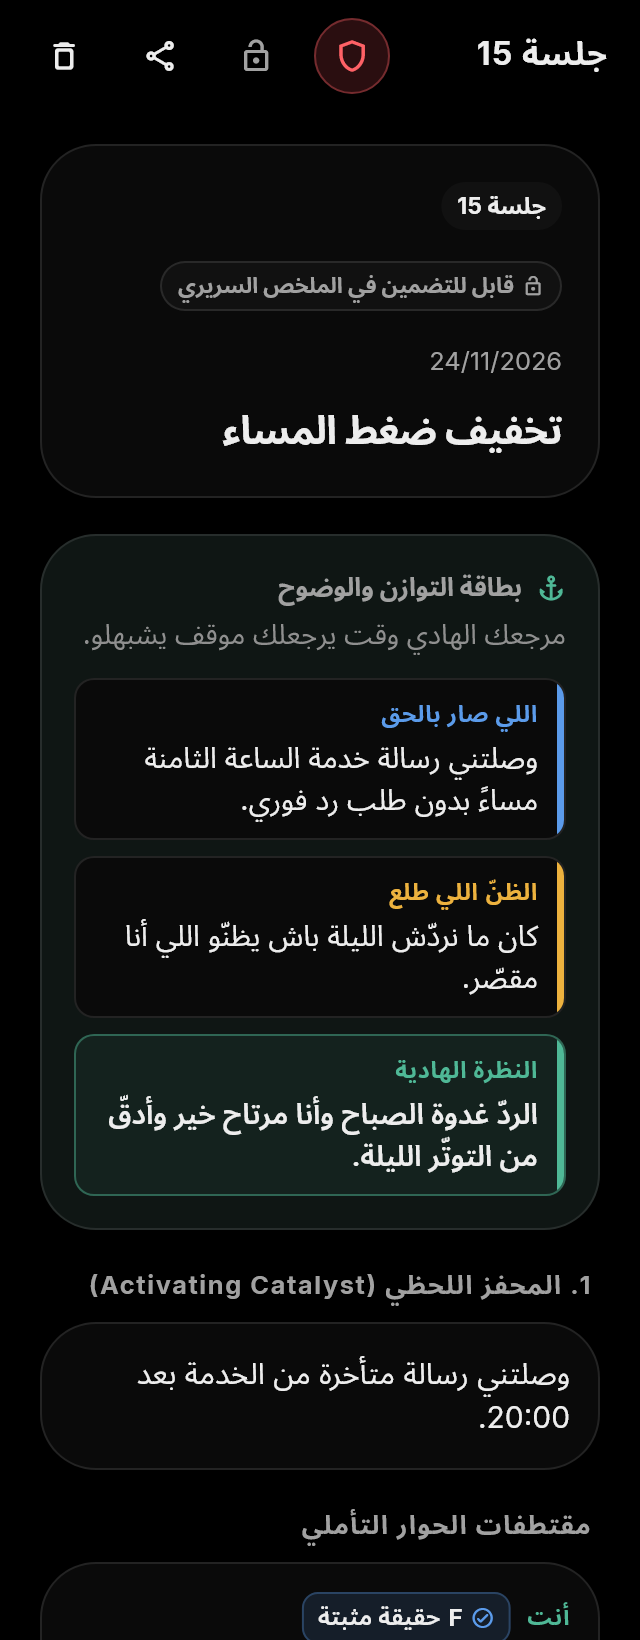 جلسة 15
جلسة 15
قابل للتضمين في الملخص السريري
24/11/2026
تخفيف ضغط المساء
بطاقة التوازن والوضوح
مرجعك الهادي وقت يرجعلك موقف يشبهلو.
اللي صار بالحق
وصلتني رسالة خدمة الساعة الثامنة
مساءً بدون طلب رد فوري.
الظنّ اللي طلع
كان ما نردّش الليلة باش يظنّو اللي أنا
مقصّر.
النظرة الهادية
الردّ غدوة الصباح وأنا مرتاح خير وأدقّ
من التوتّر الليلة.
1. المحفز اللحظي (Activating Catalyst)
وصلتني رسالة متأخرة من الخدمة بعد
20:00.
مقتطفات الحوار التأملي
أنت
F حقيقة مثبتة